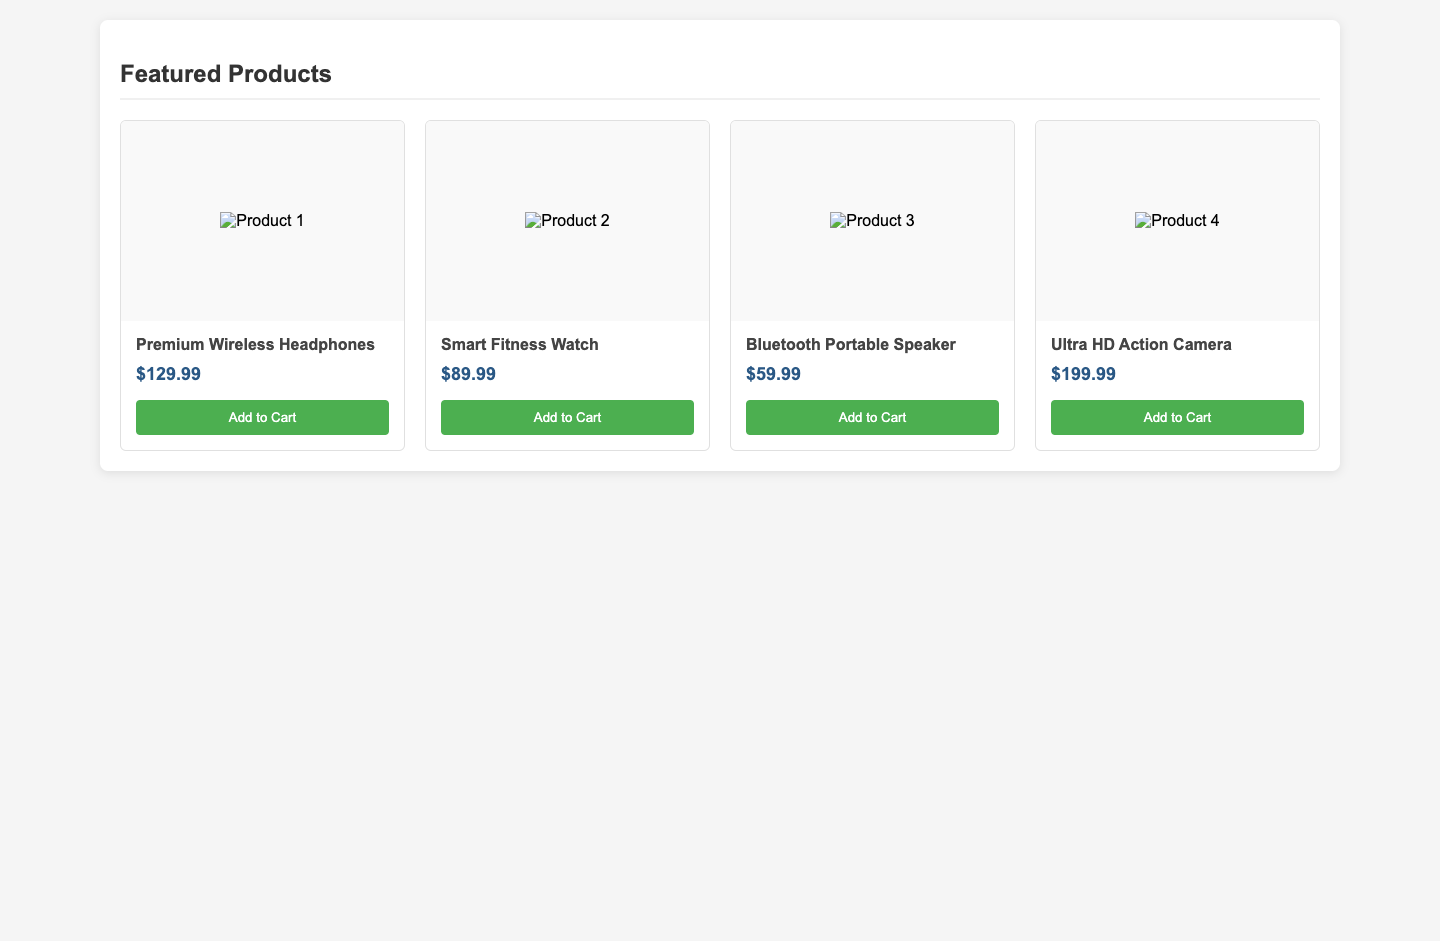 Featured Products
Product 1
Product 2
Product 3
Product 4
Premium Wireless Headphones
$129.99
Add to Cart
Smart Fitness Watch
$89.99
Add to Cart
Bluetooth Portable Speaker
$59.99
Add to Cart
Ultra HD Action Camera
$199.99
Add to Cart